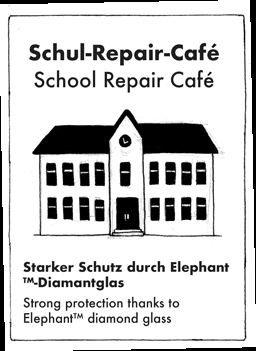 Schul-Repair-Café
School Repair Café
Starker Schutz durch Elephant
™-Diamantglas
Strong protection thanks to
Elephant™ diamond glass